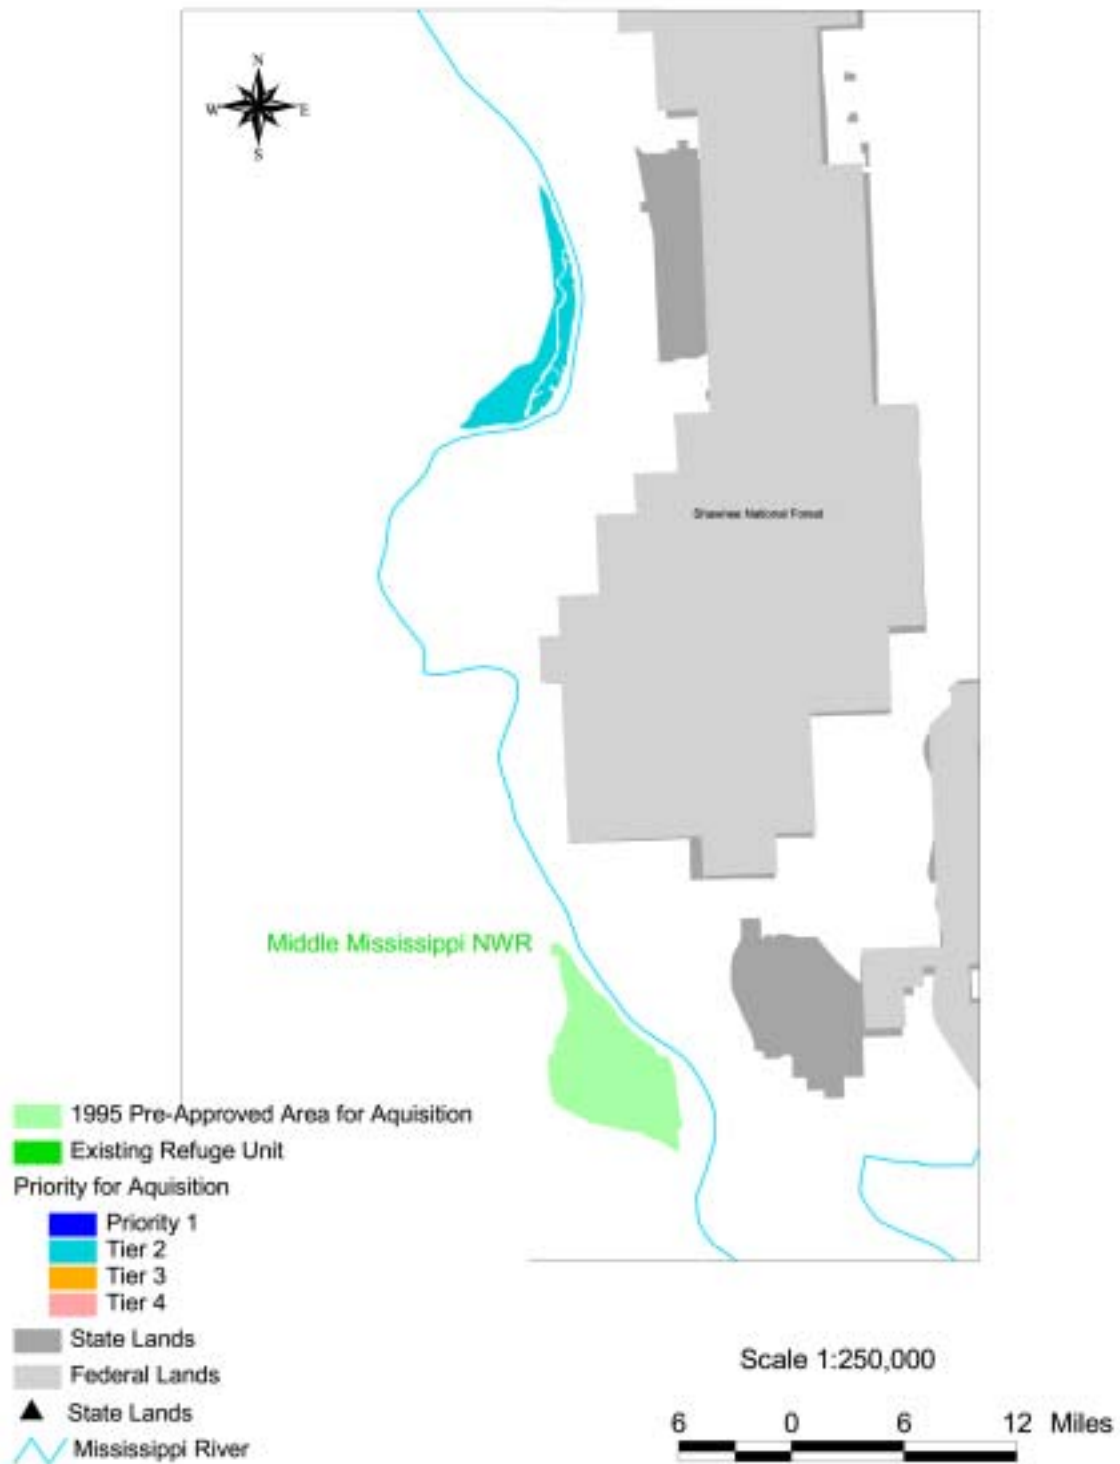 N
W E
S
Shawnee National Forest
Middle Mississippi NWR
1995 Pre-Approved Area for Aquisition
Existing Refuge Unit
Priority for Aquisition
Priority 1
Tier 2
Tier 3
Tier 4
State Lands
Federal Lands
State Lands
Mississippi River
Scale 1:250,000
6 0 6 12 Miles